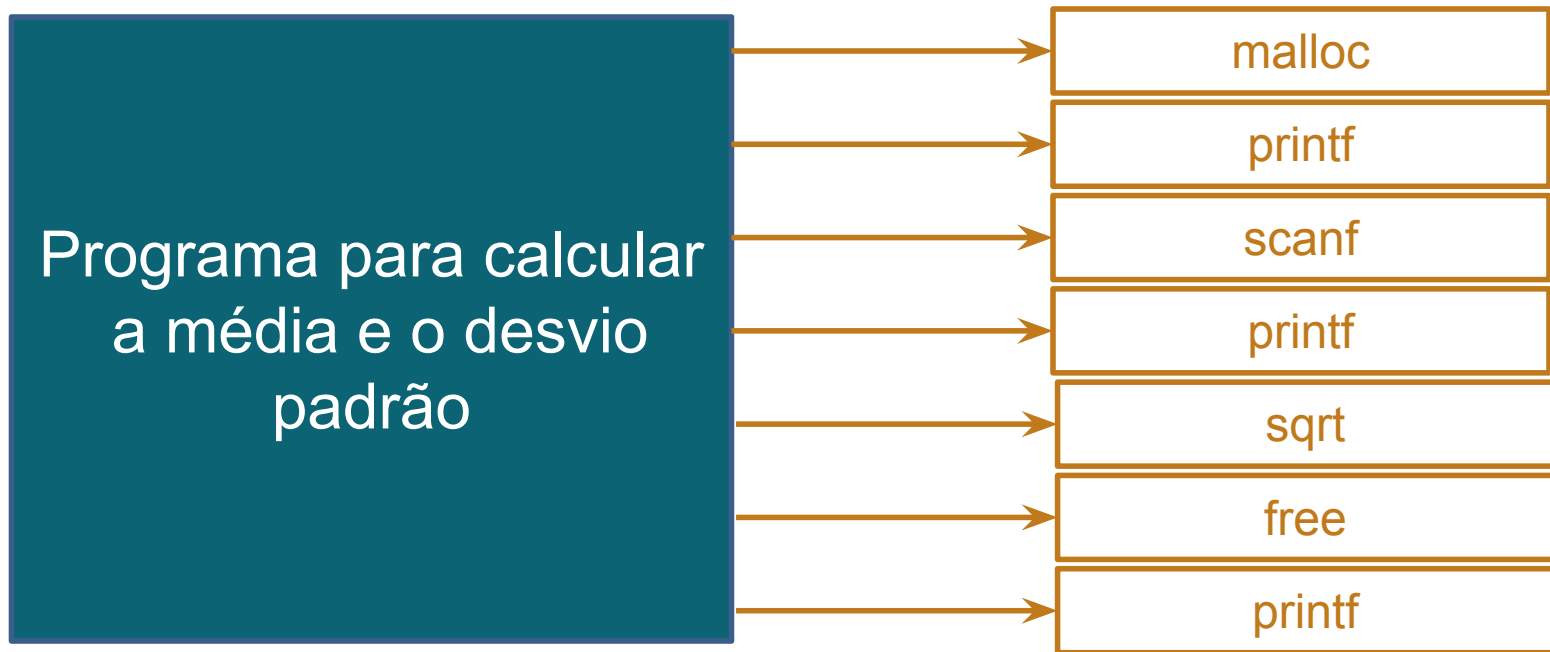 Programa para calcular
a média e o desvio
padrão
malloc
printf
scanf
printf
sqrt
free
printf